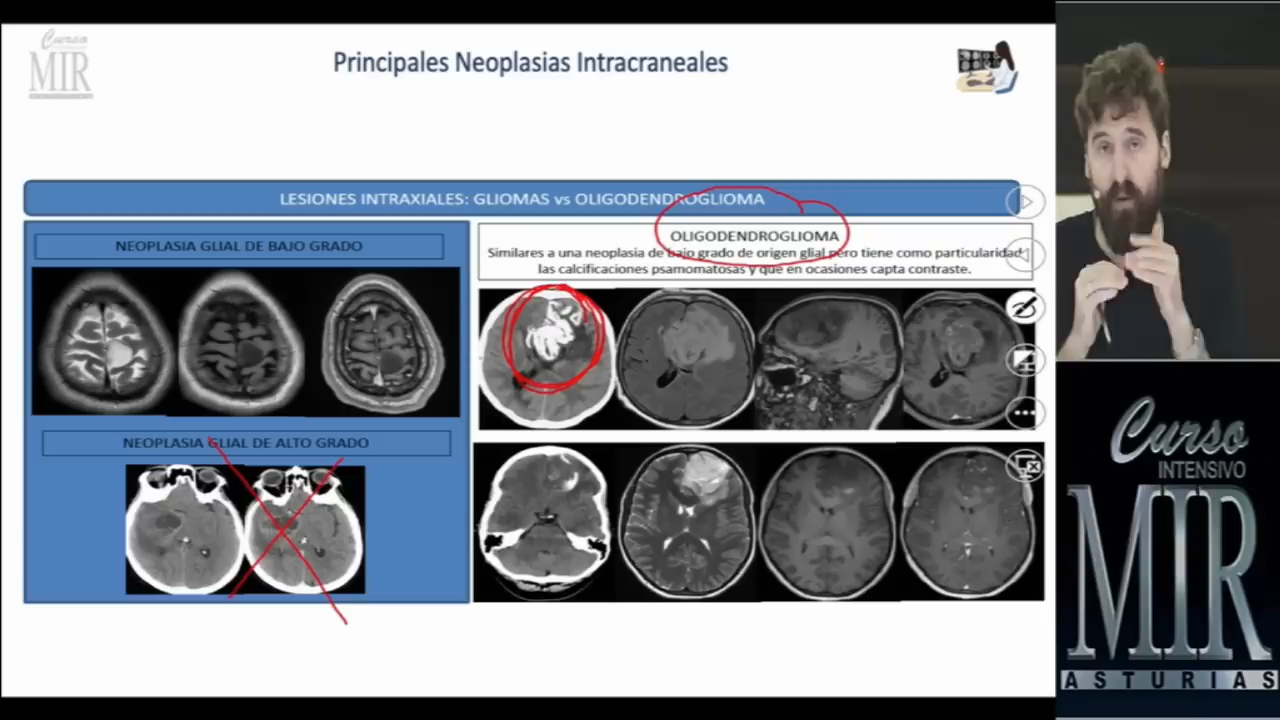 Curso
MIR
Principales Neoplasias Intracraneales
LESIONES INTRAXIALES: GLIOMAS vs OLIGODENDROGLIOMA
NEOPLASIA GLIAL DE BAJO GRADO
OLIGODENDROGLIOMA
Similares a una neoplasia de bajo grado de origen glial pero tiene como particularidad
las calcificaciones psamomatosas y que en ocasiones capta contraste.
NEOPLASIA GLIAL DE ALTO GRADO
Curso
INTENSIVO
MIR
ASTURIAS